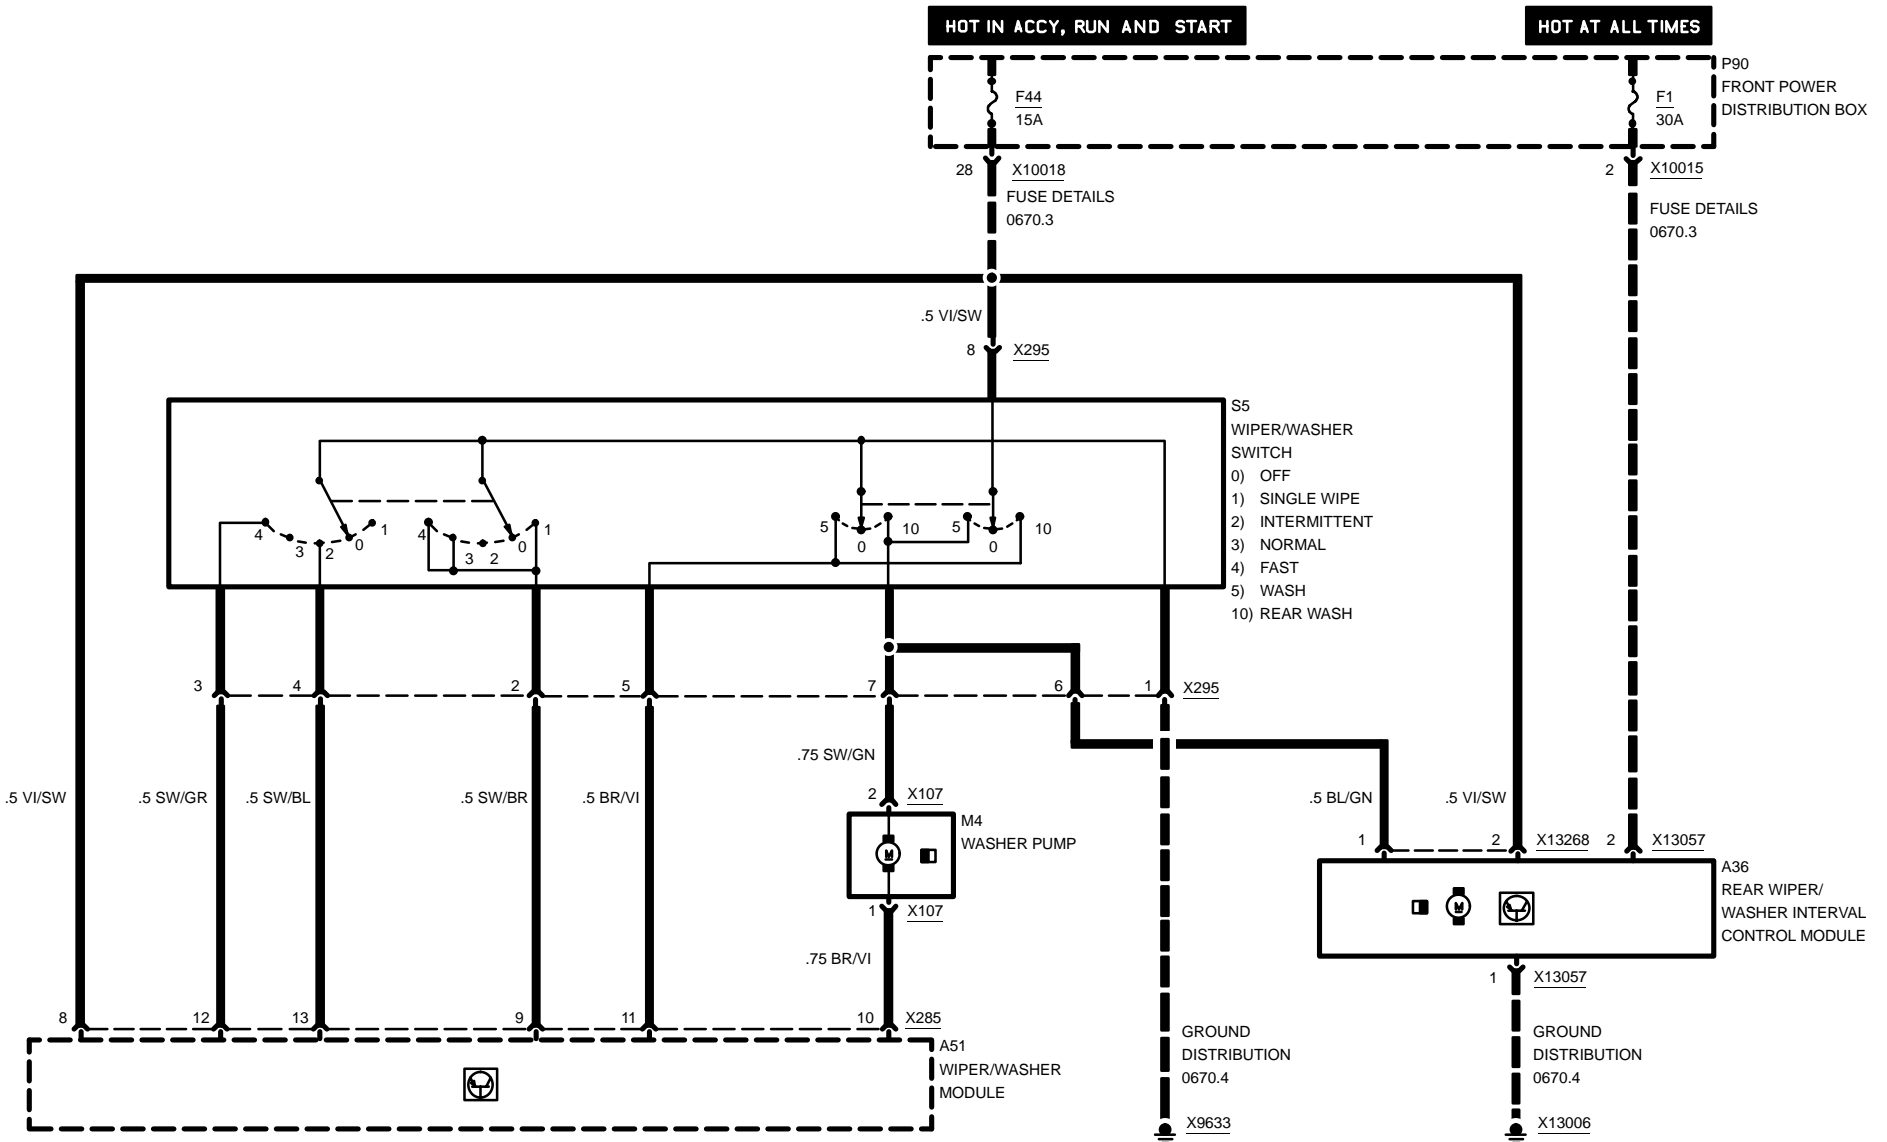 HOT IN ACCY, RUN AND START
HOT AT ALL TIMES
P90
FRONT POWER
DISTRIBUTION BOX
F44
15A
F1
30A
28
X10018
FUSE DETAILS
0670.3
2
X10015
FUSE DETAILS
0670.3
.5 VI/SW
8
X295
S5
WIPER/WASHER
SWITCH
0) OFF
1) SINGLE WIPE
2) INTERMITTENT
3) NORMAL
4) FAST
5) WASH
10) REAR WASH
4
3
2
0
1
4
3
2
0
1
5
0
10
5
0
10
3
4
2
5
7
6
1
X295
.75 SW/GN
.5 VI/SW
.5 SW/GR
.5 SW/BL
.5 SW/BR
.5 BR/VI
.5 BL/GN
.5 VI/SW
2
X107
M4
WASHER PUMP
M
1
X107
.75 BR/VI
1
2
X13268
2
X13057
A36
REAR WIPER/
WASHER INTERVAL
CONTROL MODULE
M
1
X13057
8
12
13
9
11
10
X285
A51
WIPER/WASHER
MODULE
GROUND
DISTRIBUTION
0670.4
X9633
GROUND
DISTRIBUTION
0670.4
X13006